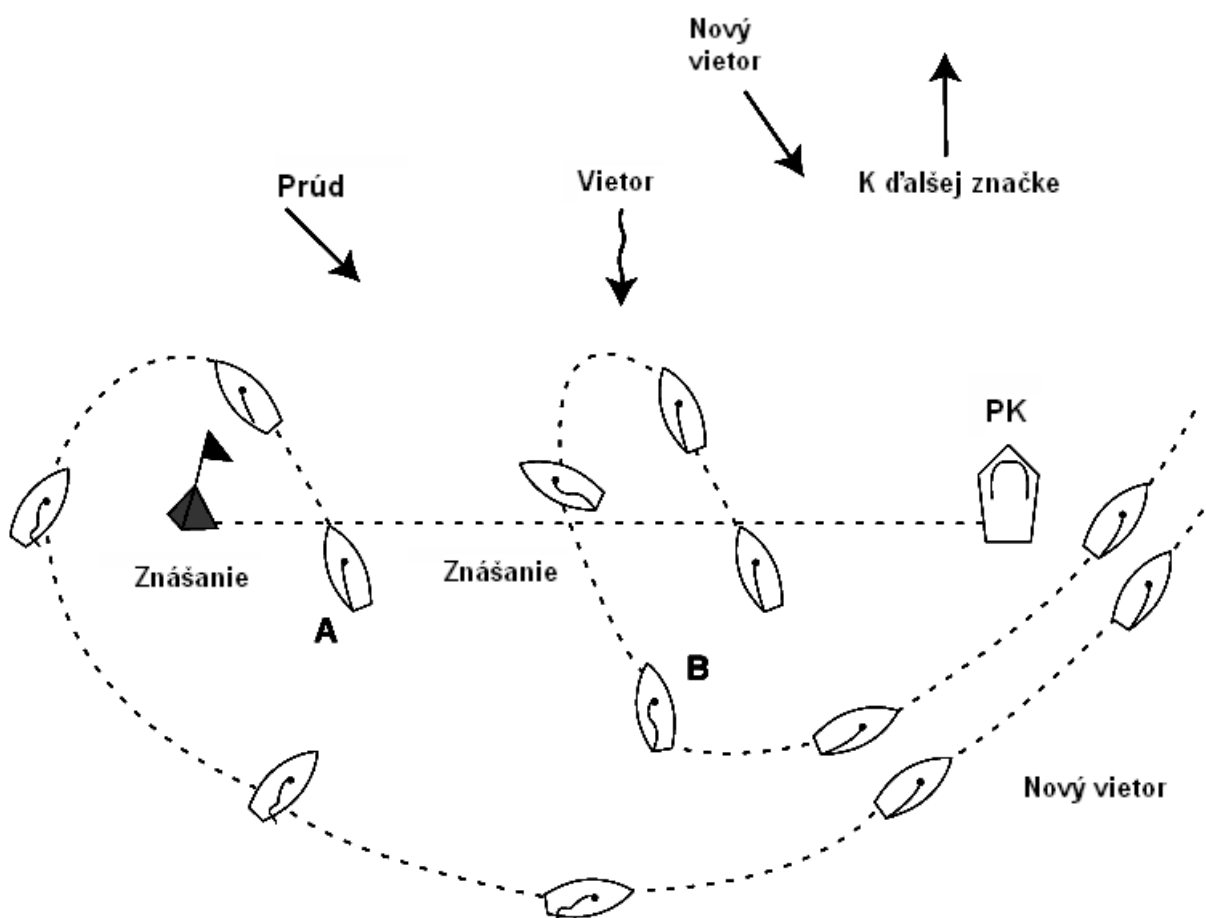 Nový
vietor
Prúd
Vietor
K ďalšej značke
PK
Znášanie
Znášanie
A
B
Nový vietor